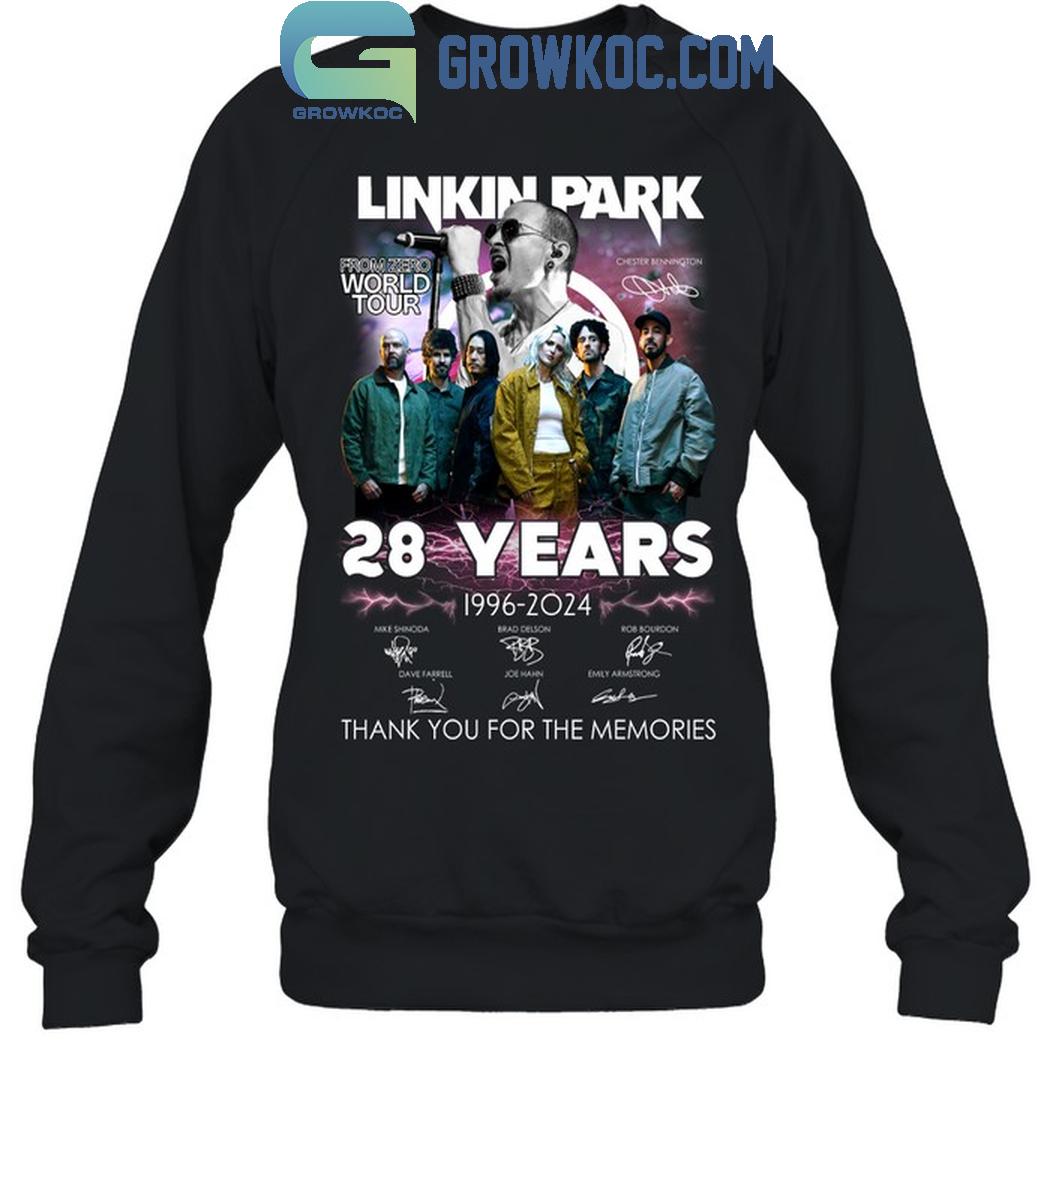 GROWKOC
GROWKOC.COM
LINKIN PARK
FROM ZERO
WORLD
TOUR
CHESTER BENNINGTON
28 YEARS
1996-2024
MIKE SHINODA
BRAD DELSON
ROB BOURDON
DAVE FARRELL
JOE HAHN
EMILY ARMSTRONG
THANK YOU FOR THE MEMORIES